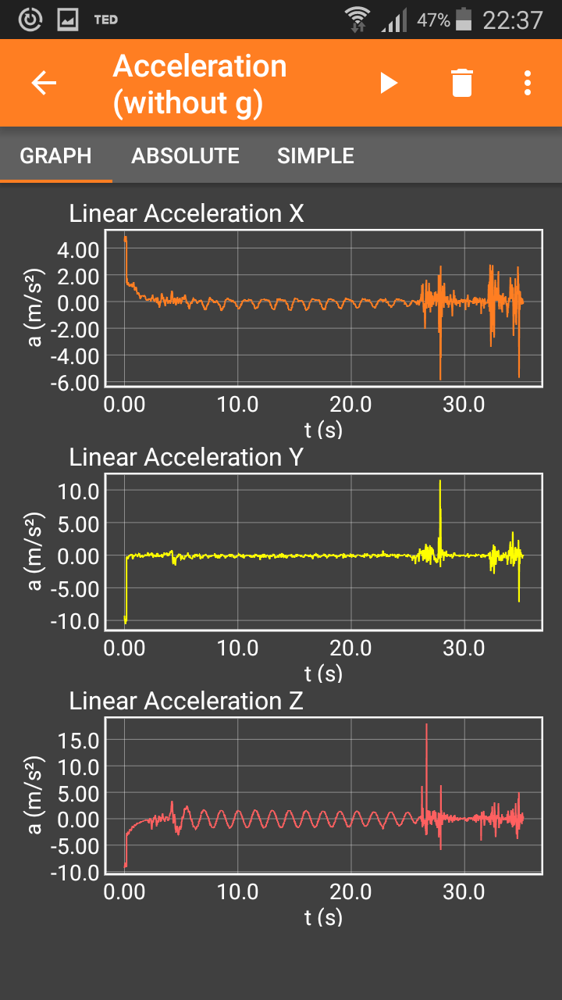 TED 47% 22:37
Acceleration
(without g)
GRAPH ABSOLUTE SIMPLE
Linear Acceleration X
a (m/s²)
4.00
2.00
0.00
-2.00
-4.00
-6.00
0.00 10.0 20.0 30.0
t (s)
Linear Acceleration Y
a (m/s²)
10.0
5.00
0.00
-5.00
-10.0
0.00 10.0 20.0 30.0
t (s)
Linear Acceleration Z
a (m/s²)
15.0
10.0
5.00
0.00
-5.00
-10.0
0.00 10.0 20.0 30.0
t (s)